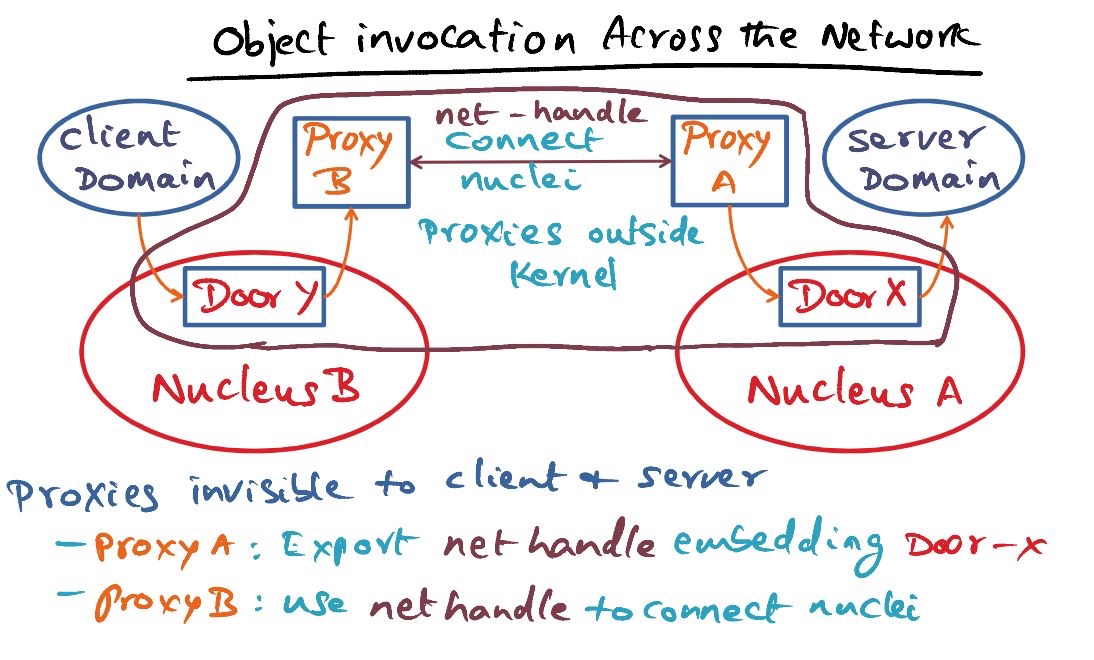 Object invocation Across the Network
client
Domain
Proxy
B
net-handle
connect
nuclei
Proxy
A
server
Domain
Proxies outside
Kernel
Door Y
Door X
Nucleus B
Nucleus A
Proxies invisible to client + server
- Proxy A: Export net handle embedding Door-x
- Proxy B: use net handle to connect nuclei